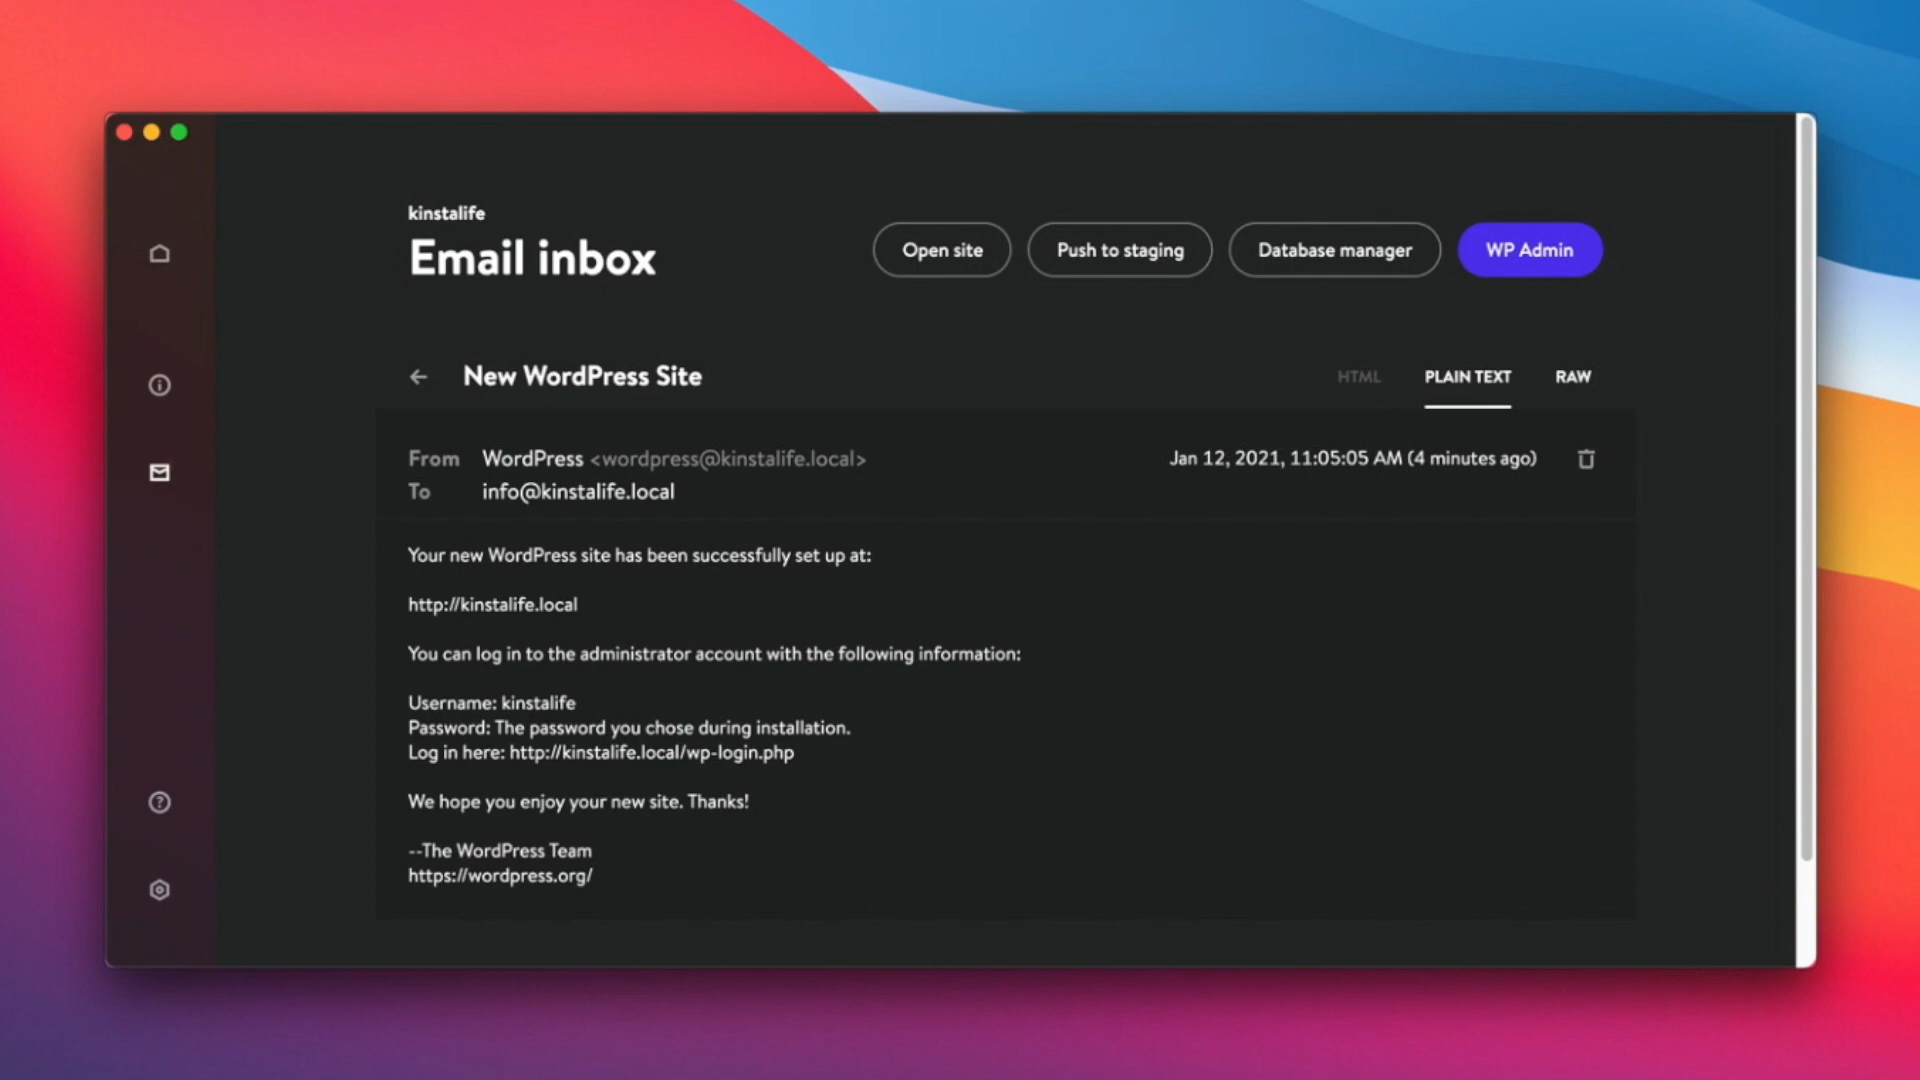 kinstalife
Email inbox
Open site
Push to staging
Database manager
WP Admin
New WordPress Site
HTML
PLAIN TEXT
RAW
From WordPress <wordpress@kinstalife.local>
Jan 12, 2021, 11:05:05 AM (4 minutes ago)
To info@kinstalife.local
Your new WordPress site has been successfully set up at:
http://kinstalife.local
You can log in to the administrator account with the following information:
Username: kinstalife
Password: The password you chose during installation.
Log in here: http://kinstalife.local/wp-login.php
We hope you enjoy your new site. Thanks!
--The WordPress Team
https://wordpress.org/